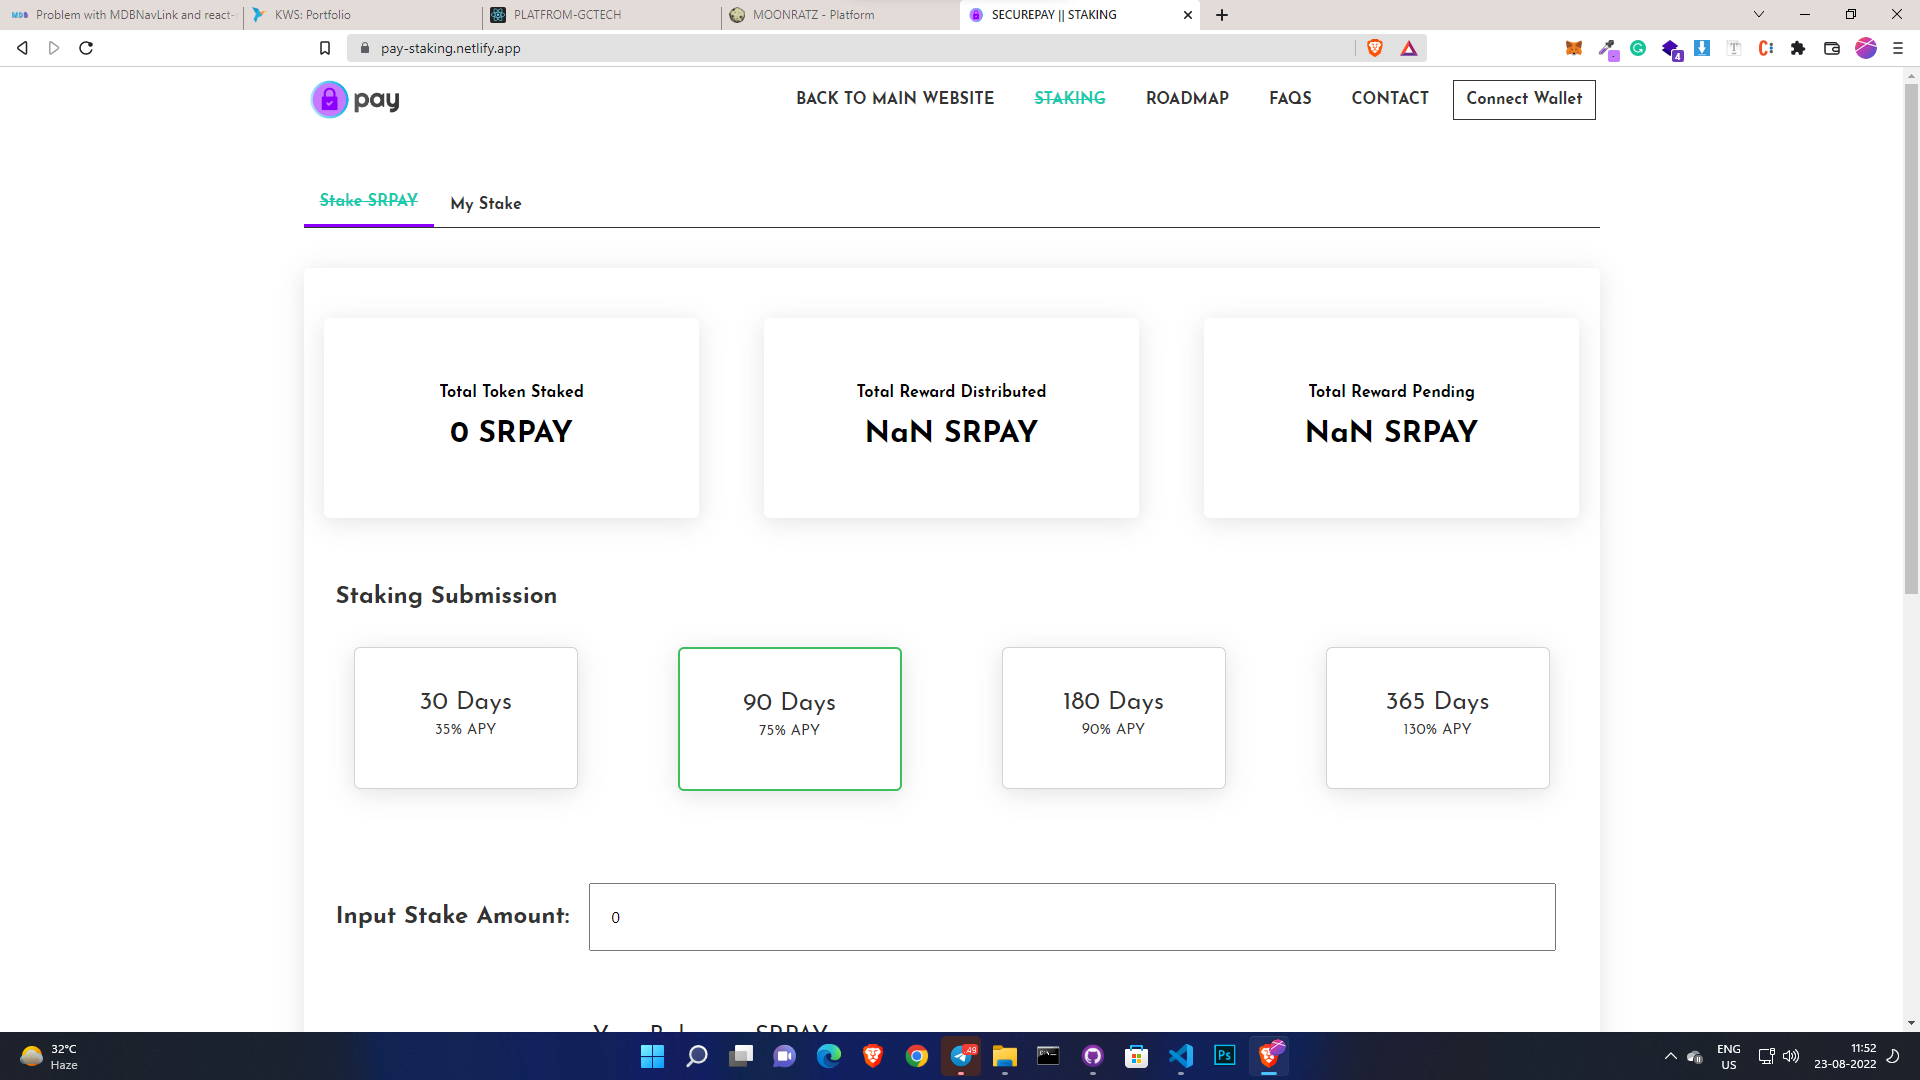 Problem with MDBNavLink and react-
KWS: Portfolio
PLATFROM-GCTECH
MOONRATZ - Platform
SECUREPAY || STAKING
pay-staking.netlify.app
4
pay
BACK TO MAIN WEBSITE
STAKING
ROADMAP
FAQS
CONTACT
Connect Wallet
Stake SRPAY
My Stake
Total Token Staked
0 SRPAY
Total Reward Distributed
NaN SRPAY
Total Reward Pending
NaN SRPAY
Staking Submission
30 Days
35% APY
90 Days
75% APY
180 Days
90% APY
365 Days
130% APY
Input Stake Amount:
0
SRPAY
32°C
Haze
49
Ps
ENG
US
11:52
23-08-2022